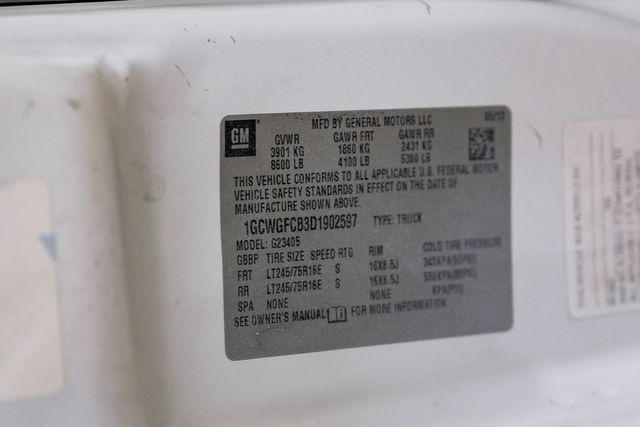 GM
MFD BY GENERAL MOTORS LLC 05/13
GVWR GAWR FRT GAWR RR
3901 KG 1860 KG 2431 KG
8600 LB 4100 LB 5360 LB
THIS VEHICLE CONFORMS TO ALL APPLICABLE U.S. FEDERAL MOTOR
VEHICLE SAFETY STANDARDS IN EFFECT ON THE DATE OF
MANUFACTURE SHOWN ABOVE.
1GCWGFCB3D1902597 TYPE: TRUCK
MODEL: G23405
GBBP TIRE SIZE SPEED RTG RIM COLD TIRE PRESSURE
FRT LT245/75R16E S 16X6.5J 345KPA(50PSI)
RR LT245/75R16E S 16X6.5J 550KPA(80PSI)
SPA NONE NONE KPA(PSI)
SEE OWNER'S MANUAL FOR MORE INFORMATION